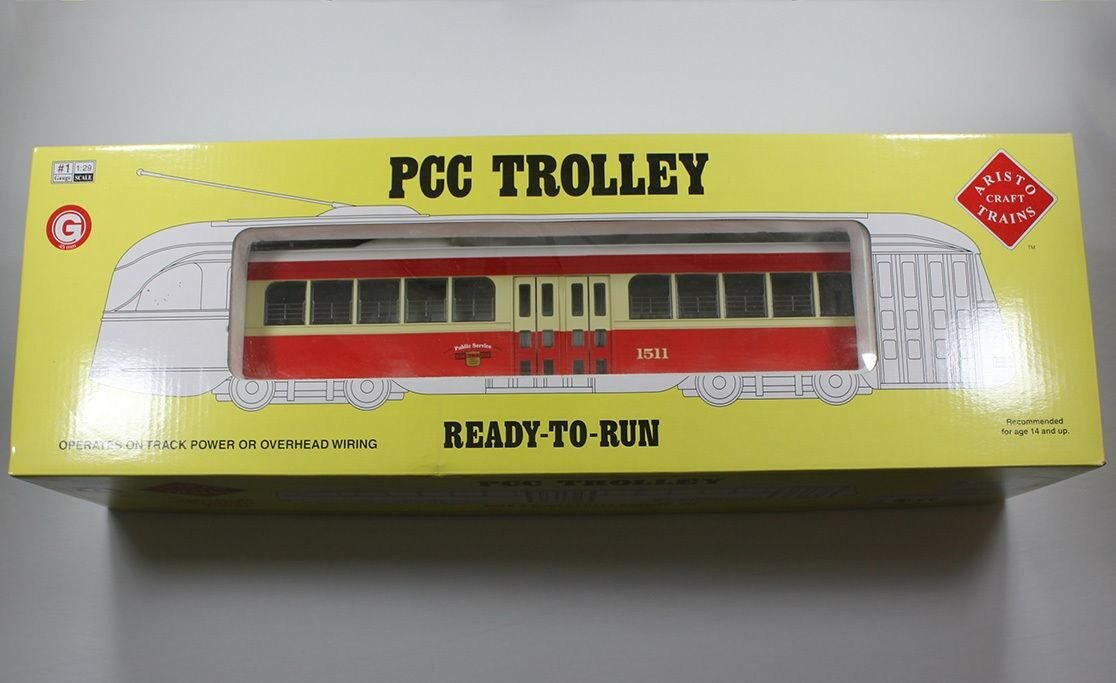 #1 1:29
Gauge SCALE
G
45 mm
PCC TROLLEY
ARISTO
CRAFT
TRAINS
TM
Public Service
1511
OPERATES ON TRACK POWER OR OVERHEAD WIRING
READY-TO-RUN
Recommended
for age 14 and up.
PCC TROLLEY